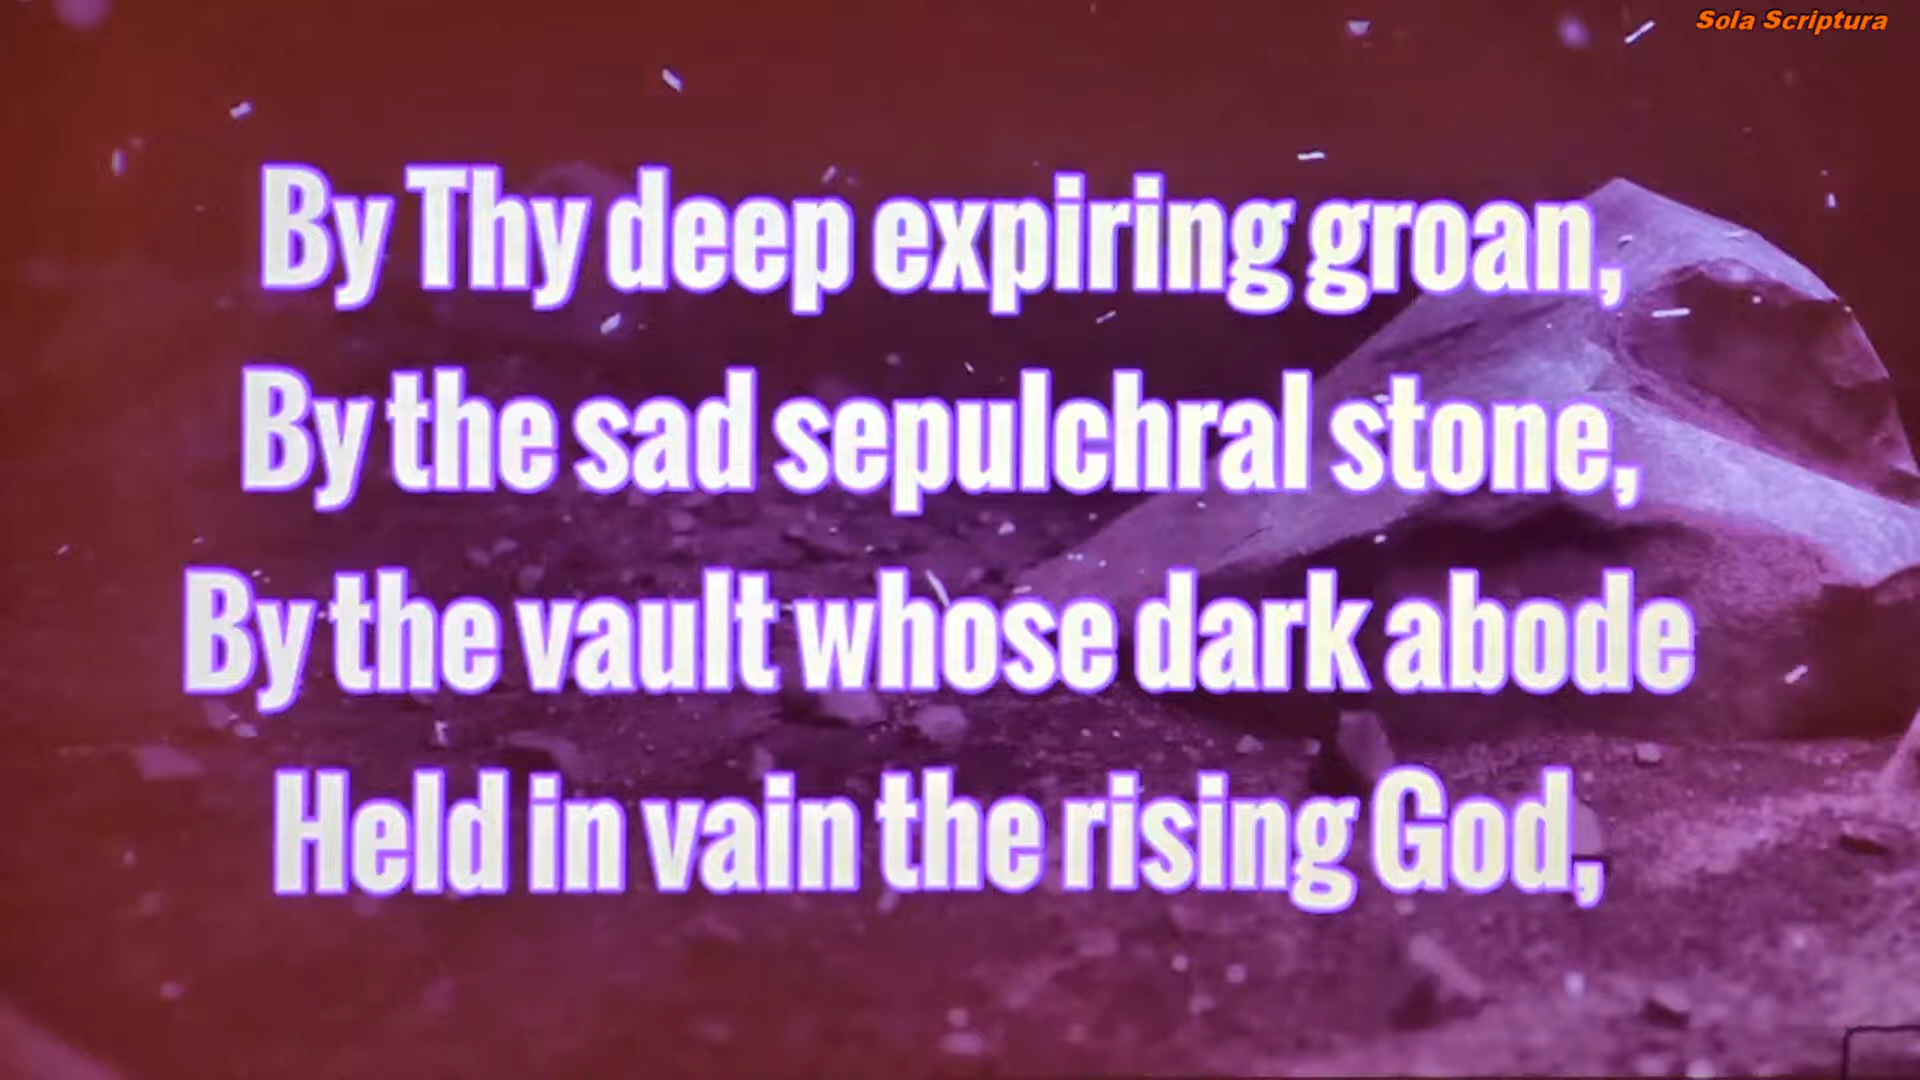 Sola Scriptura
By Thy deep expiring groan,
By the sad sepulchral stone,
By the vault whose dark abode
Held in vain the rising God,